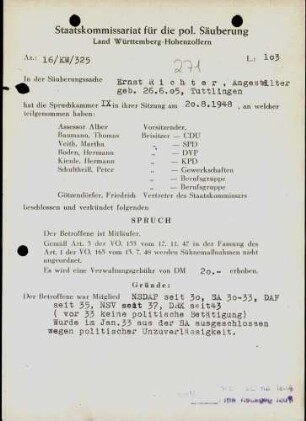 Staatskommissariat für die pol. Säuberung
Land Württemberg-Hohenzollern
Az.: 16/KW/325
L.: 103
271
In der Säuberungssache Ernst Richter, Angestellter
geb. 26.6.05, Tuttlingen
hat die Spruchkammer IX in ihrer Sitzung am 20.8.1948, an welcher
teilgenommen haben:
Assessor Alber Vorsitzender,
Baumann, Thomas Beisitzer — CDU
Veith, Martha „ — SPD
Boden, Hermann „ — DVP
Kienle, Hermann „ — KPD
Schultheiß, Peter „ — Gewerkschaften
„ — Berufsgruppe
„ — Berufsgruppe
Götzendörfer, Friedrich Vertreter des Staatskommissars
beschlossen und verkündet folgenden
SPRUCH
Der Betroffene ist Mitläufer.
Gemäß Art. 5 der VO. 133 vom 17. 11. 47 in der Fassung des
Art. 1 der VO. 165 vom 13. 7. 48 werden Sühnemaßnahmen nicht
angeordnet.
Es wird eine Verwaltungsgebühr von DM 20.- erhoben.
Gründe:
Der Betroffene war Mitglied NSDAP seit 30, SA 30-33, DAF
seit 35, NSV seit 37, DRK seit 43
( vor 33 keine politische Betätigung)
Wurde im Jan.33 aus der SA ausgeschlossen
wegen politischer Unzuverlässigkeit.